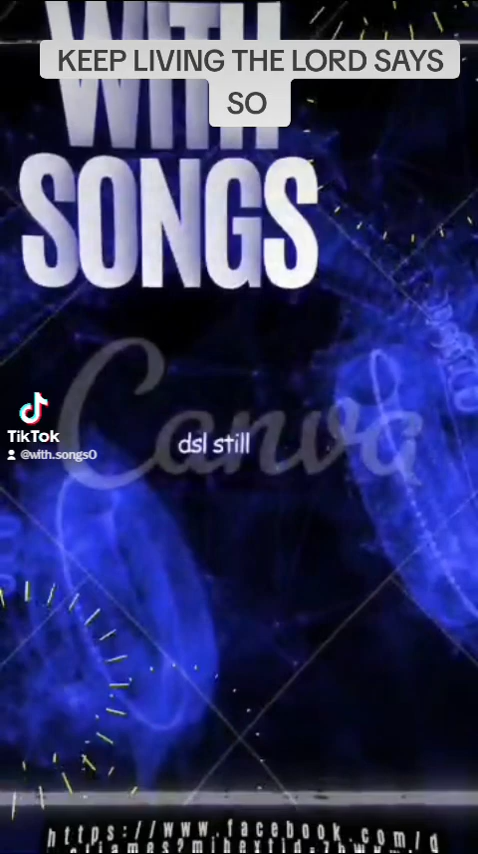 WITH
KEEP LIVING THE LORD SAYS
SO
SONGS
Canva
dsl still
TikTok
@with.songs0
https://www.facebook.com/d